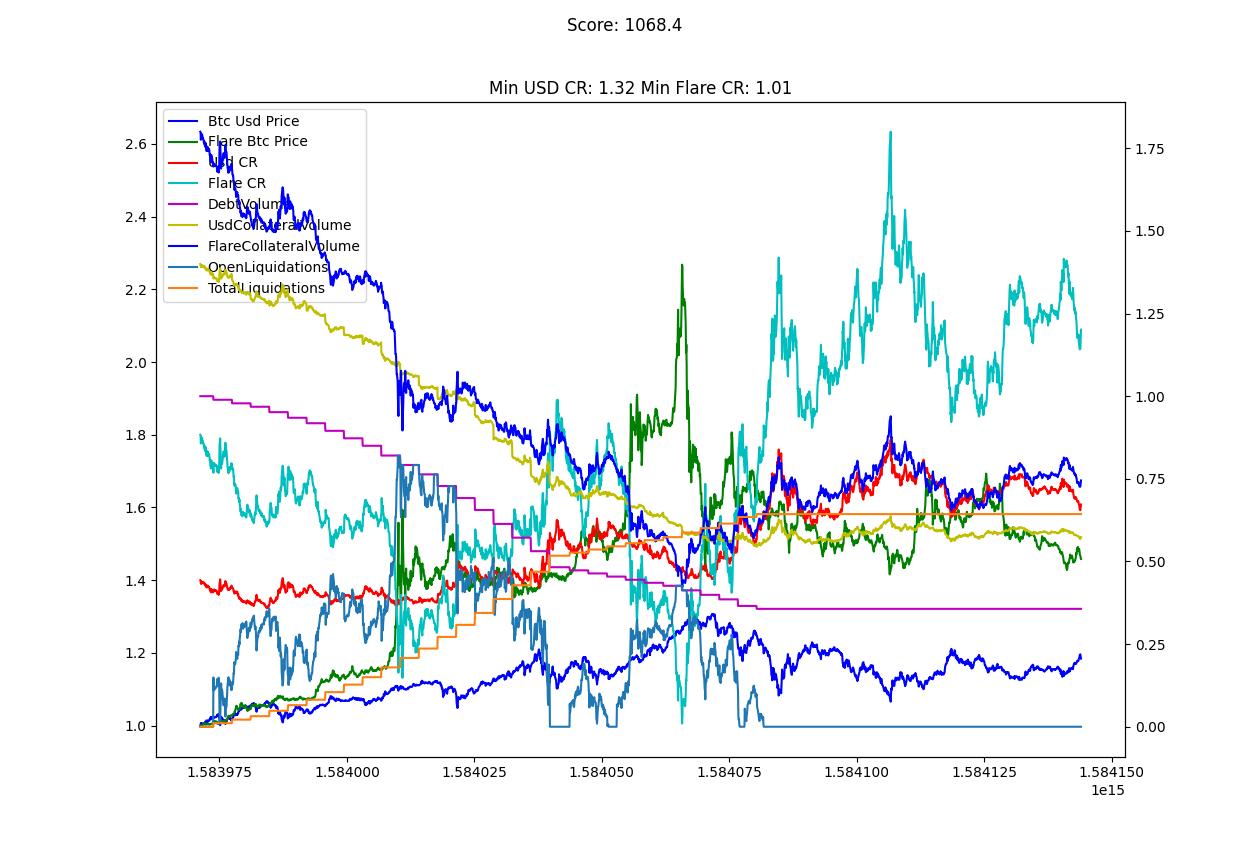 Score: 1068.4
Min USD CR: 1.32 Min Flare CR: 1.01
Btc Usd Price
Flare Btc Price
Usd CR
Flare CR
DebtVolume
UsdCollateralVolume
FlareCollateralVolume
OpenLiquidations
TotalLiquidations
2.6
2.4
2.2
2.0
1.8
1.6
1.4
1.2
1.0
1.75
1.50
1.25
1.00
0.75
0.50
0.25
0.00
1.583975 1.584000 1.584025 1.584050 1.584075 1.584100 1.584125 1.584150
1e15